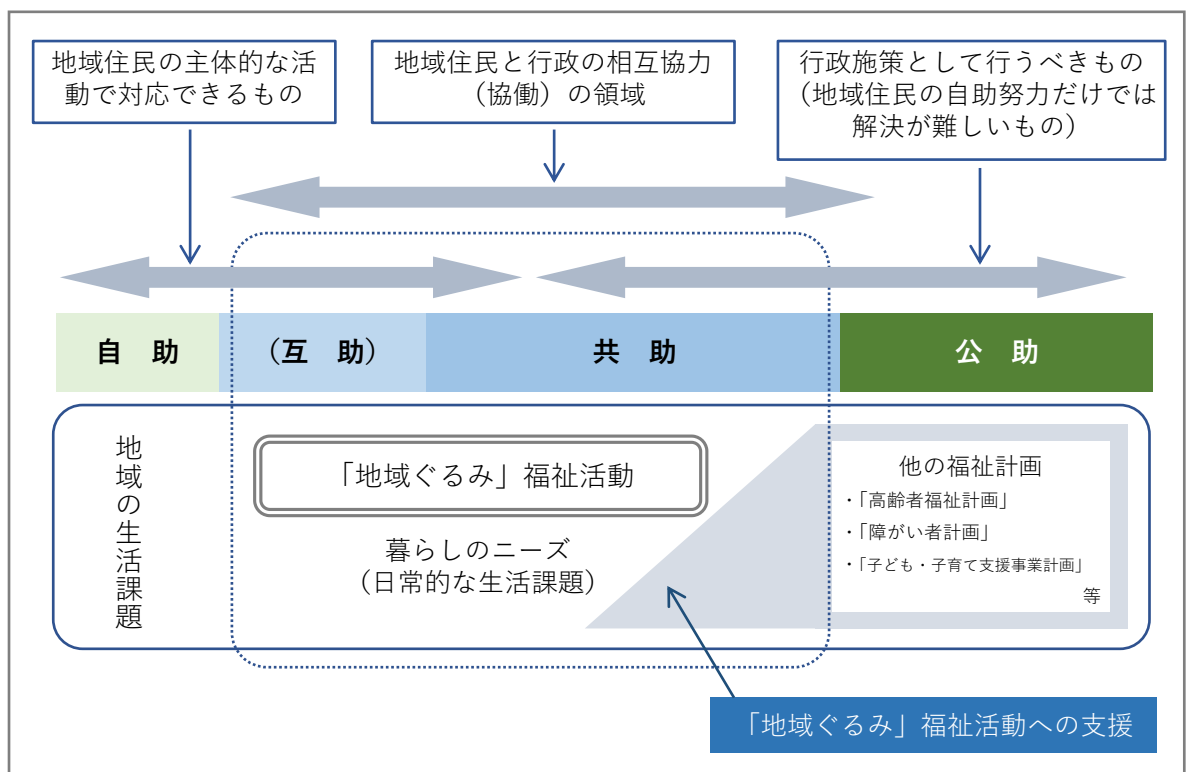 地域住民の主体的な活
動で対応できるもの
地域住民と行政の相互協力
（協働）の領域
行政施策として行うべきもの
（地域住民の自助努力だけでは
解決が難しいもの）
自　助
（互　助）
共　助
公　助
地域の生活課題
「地域ぐるみ」福祉活動
暮らしのニーズ
（日常的な生活課題）
他の福祉計画
・「高齢者福祉計画」
・「障がい者計画」
・「子ども・子育て支援事業計画」
等
「地域ぐるみ」福祉活動への支援